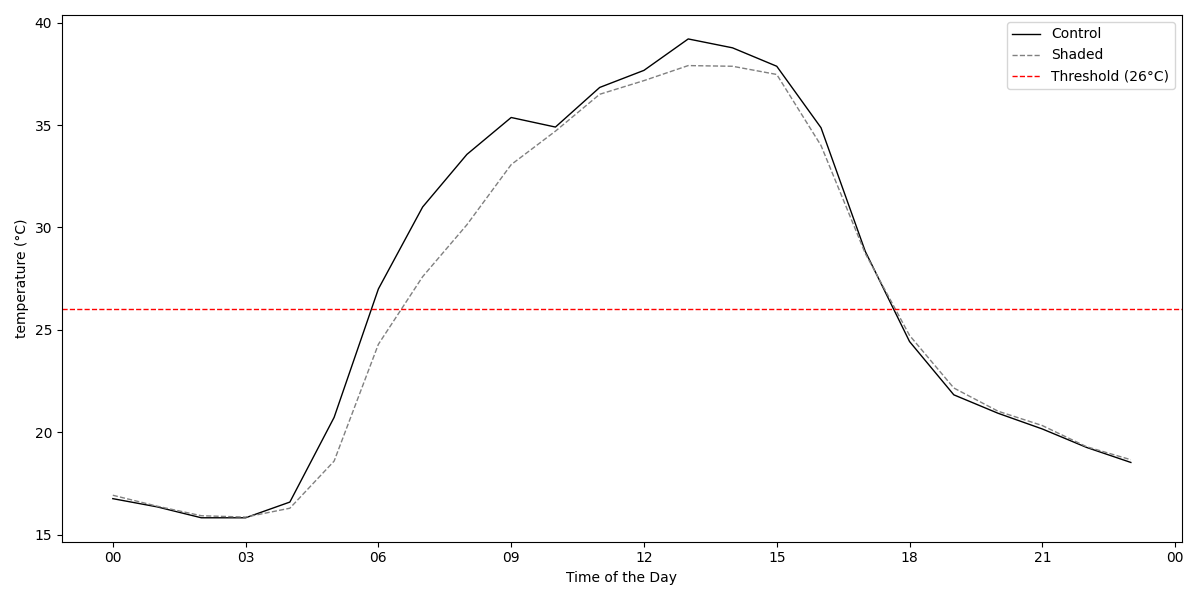 40
35
30
25
20
15
temperature (°C)
Control
Shaded
Threshold (26°C)
00 03 06 09 12 15 18 21 00
Time of the Day